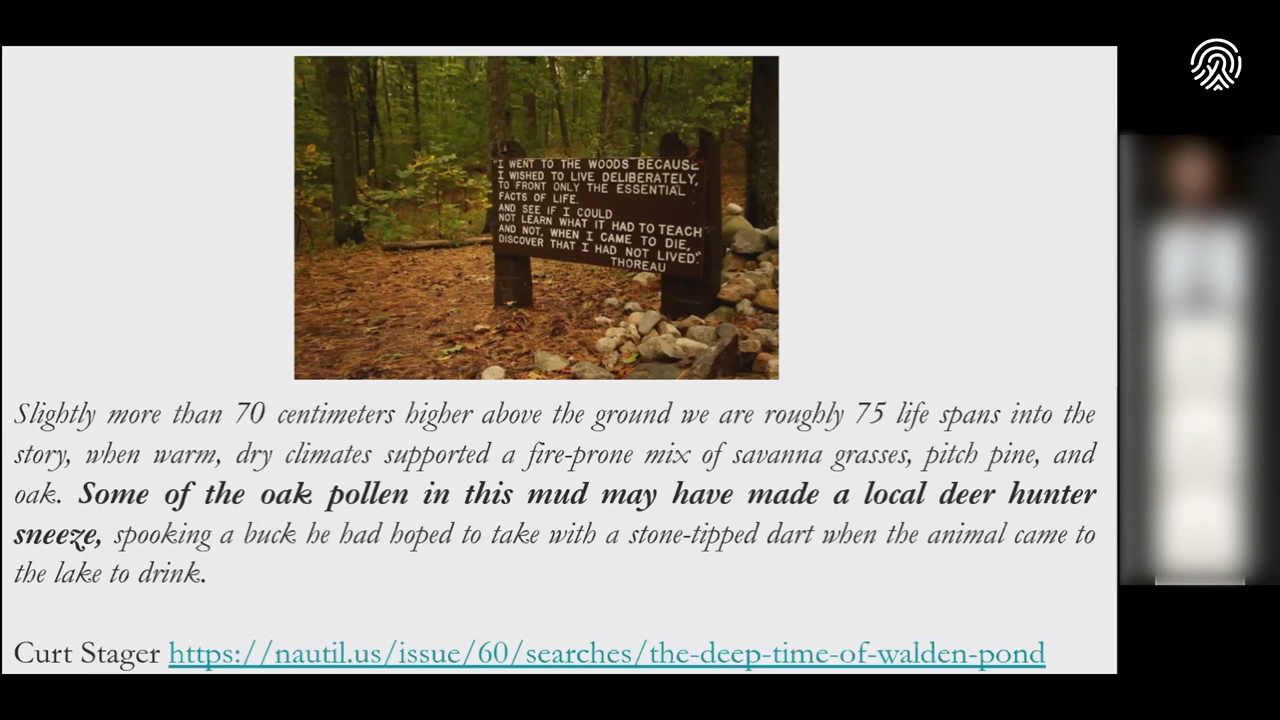 "I WENT TO THE WOODS BECAUSE
I WISHED TO LIVE DELIBERATELY,
TO FRONT ONLY THE ESSENTIAL
FACTS OF LIFE.
AND SEE IF I COULD
NOT LEARN WHAT IT HAD TO TEACH
AND NOT, WHEN I CAME TO DIE,
DISCOVER THAT I HAD NOT LIVED."
THOREAU
Slightly more than 70 centimeters higher above the ground we are roughly 75 life spans into the
story, when warm, dry climates supported a fire-prone mix of savanna grasses, pitch pine, and
oak. Some of the oak pollen in this mud may have made a local deer hunter
sneeze, spooking a buck he had hoped to take with a stone-tipped dart when the animal came to
the lake to drink.
Curt Stager https://nautil.us/issue/60/searches/the-deep-time-of-walden-pond